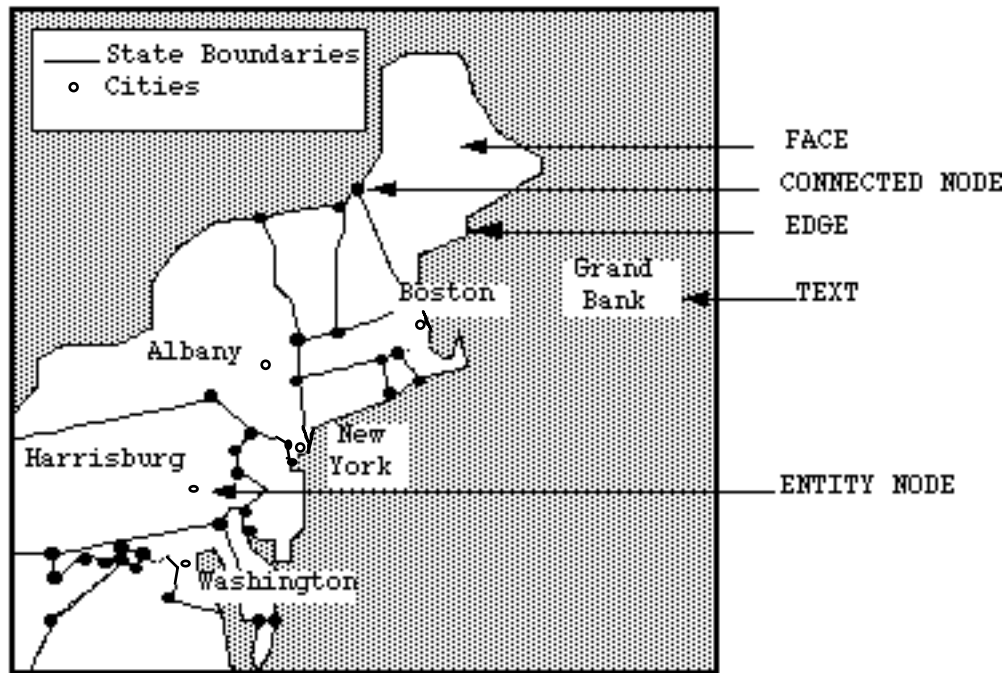 State Boundaries
Cities
FACE
CONNECTED NODE
EDGE
Grand
Bank
TEXT
Boston
Albany
New
York
Harrisburg
ENTITY NODE
Washington